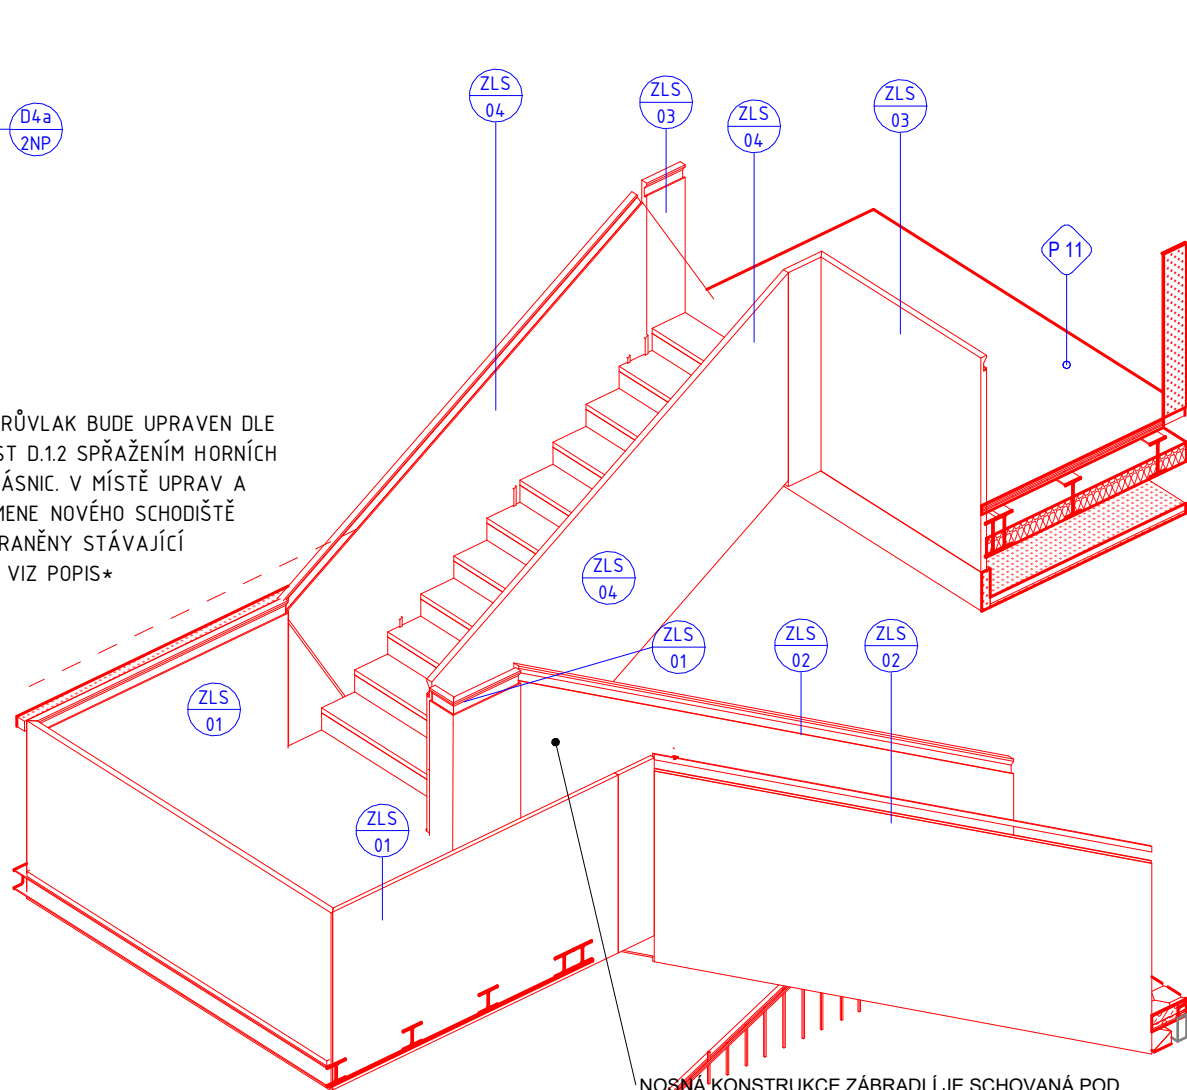 ZLS
04
ZLS
03
ZLS
04
ZLS
03
D4a
2NP
P 11
RŮVLAK BUDE UPRAVEN DLE
ST D.1.2 SPŘAŽENÍM HORNÍCH
ÁSNIC. V MÍSTĚ UPRAV A
MENE NOVÉHO SCHODIŠTĚ
RANĚNY STÁVAJÍCÍ
VIZ POPIS*
ZLS
04
ZLS
01
ZLS
02
ZLS
02
ZLS
01
ZLS
01
NOSNÁ KONSTRUKCE ZÁBRADLÍ JE SCHOVANÁ POD